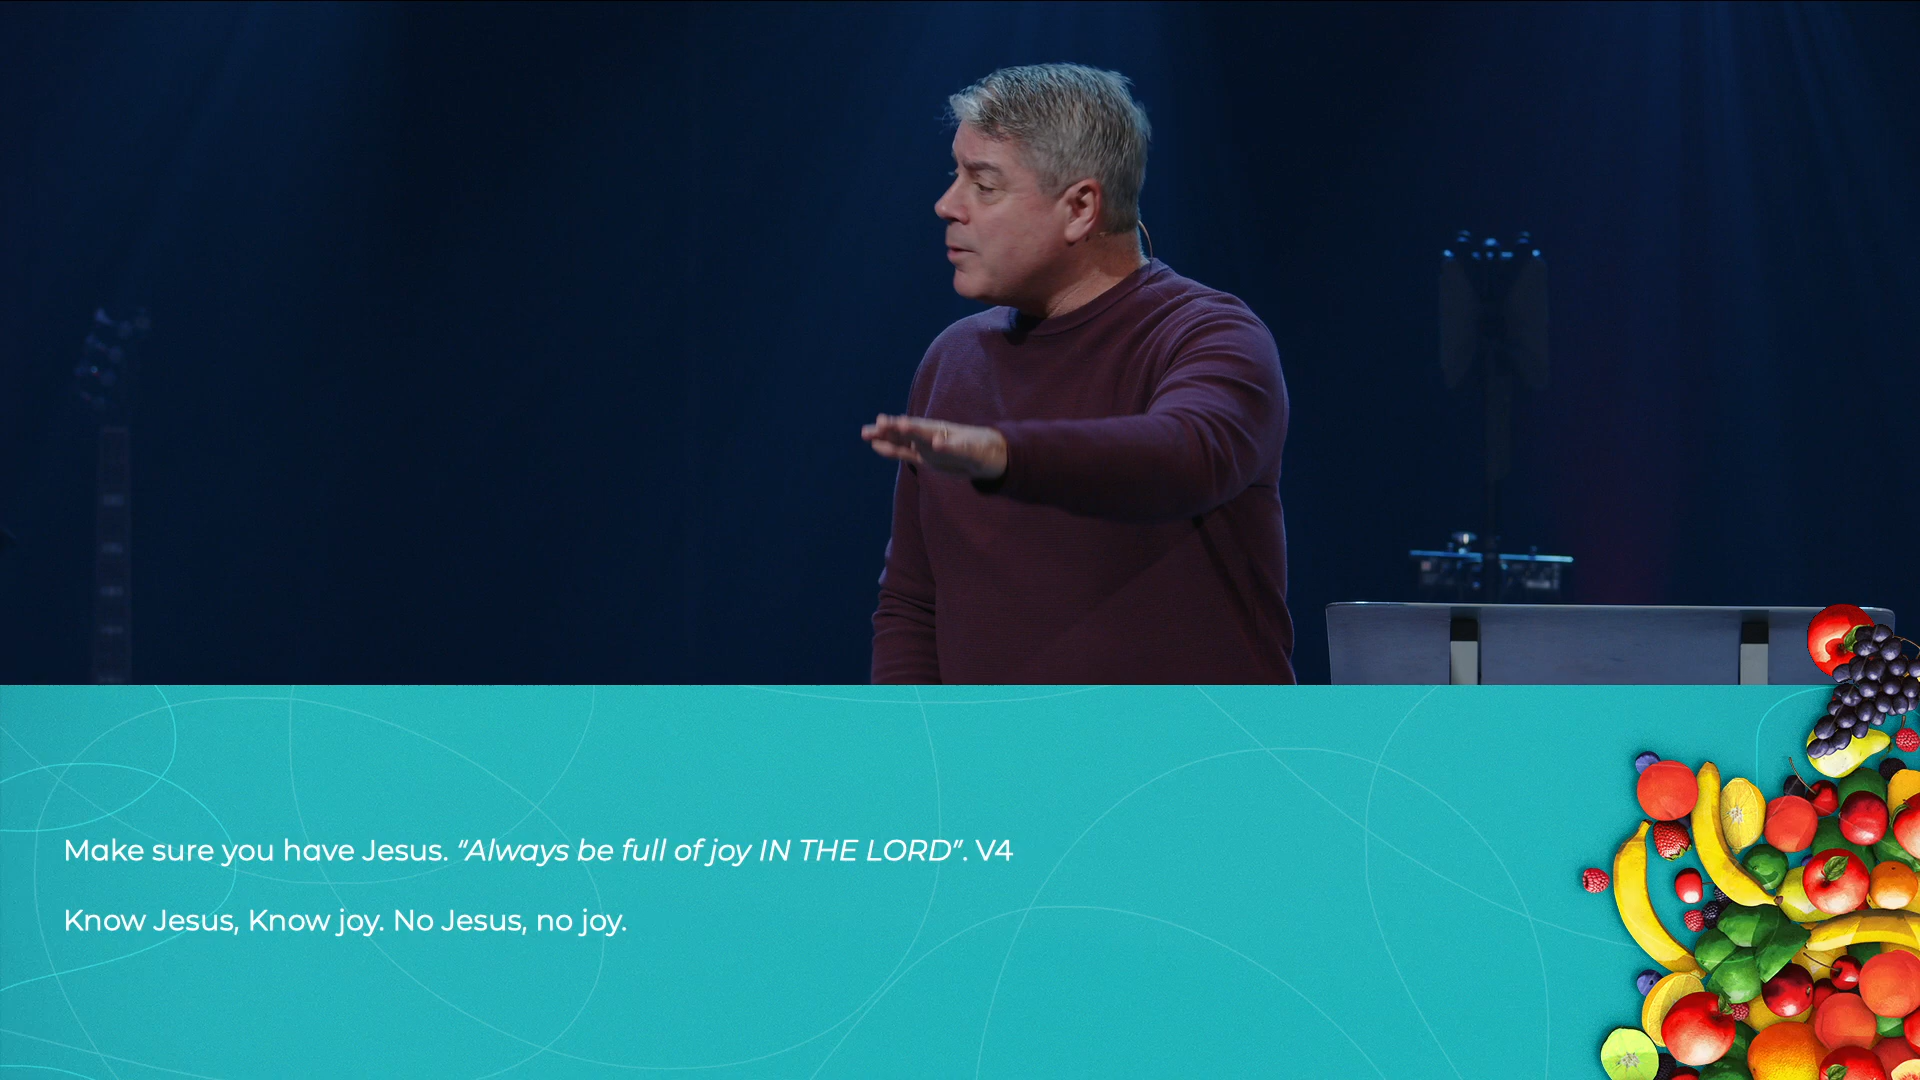 Make sure you have Jesus. “Always be full of joy IN THE LORD”. V4
Know Jesus, Know joy. No Jesus, no joy.